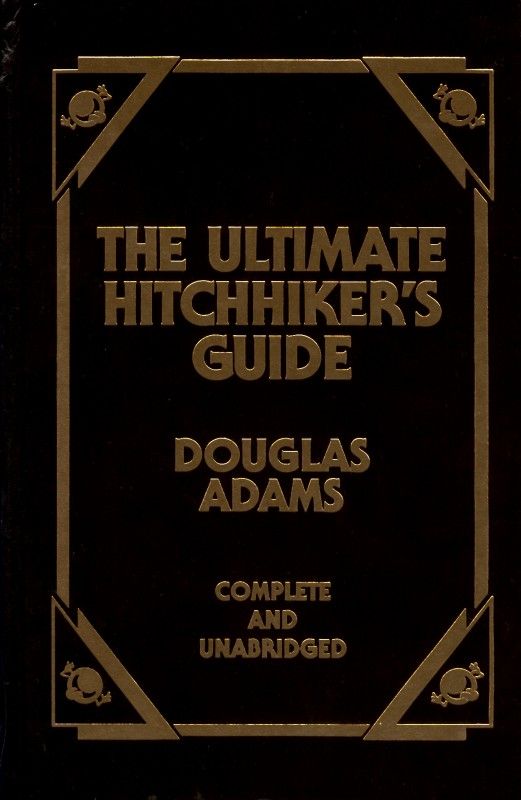 THE ULTIMATE
HITCHHIKER'S
GUIDE
DOUGLAS
ADAMS
COMPLETE
AND
UNABRIDGED